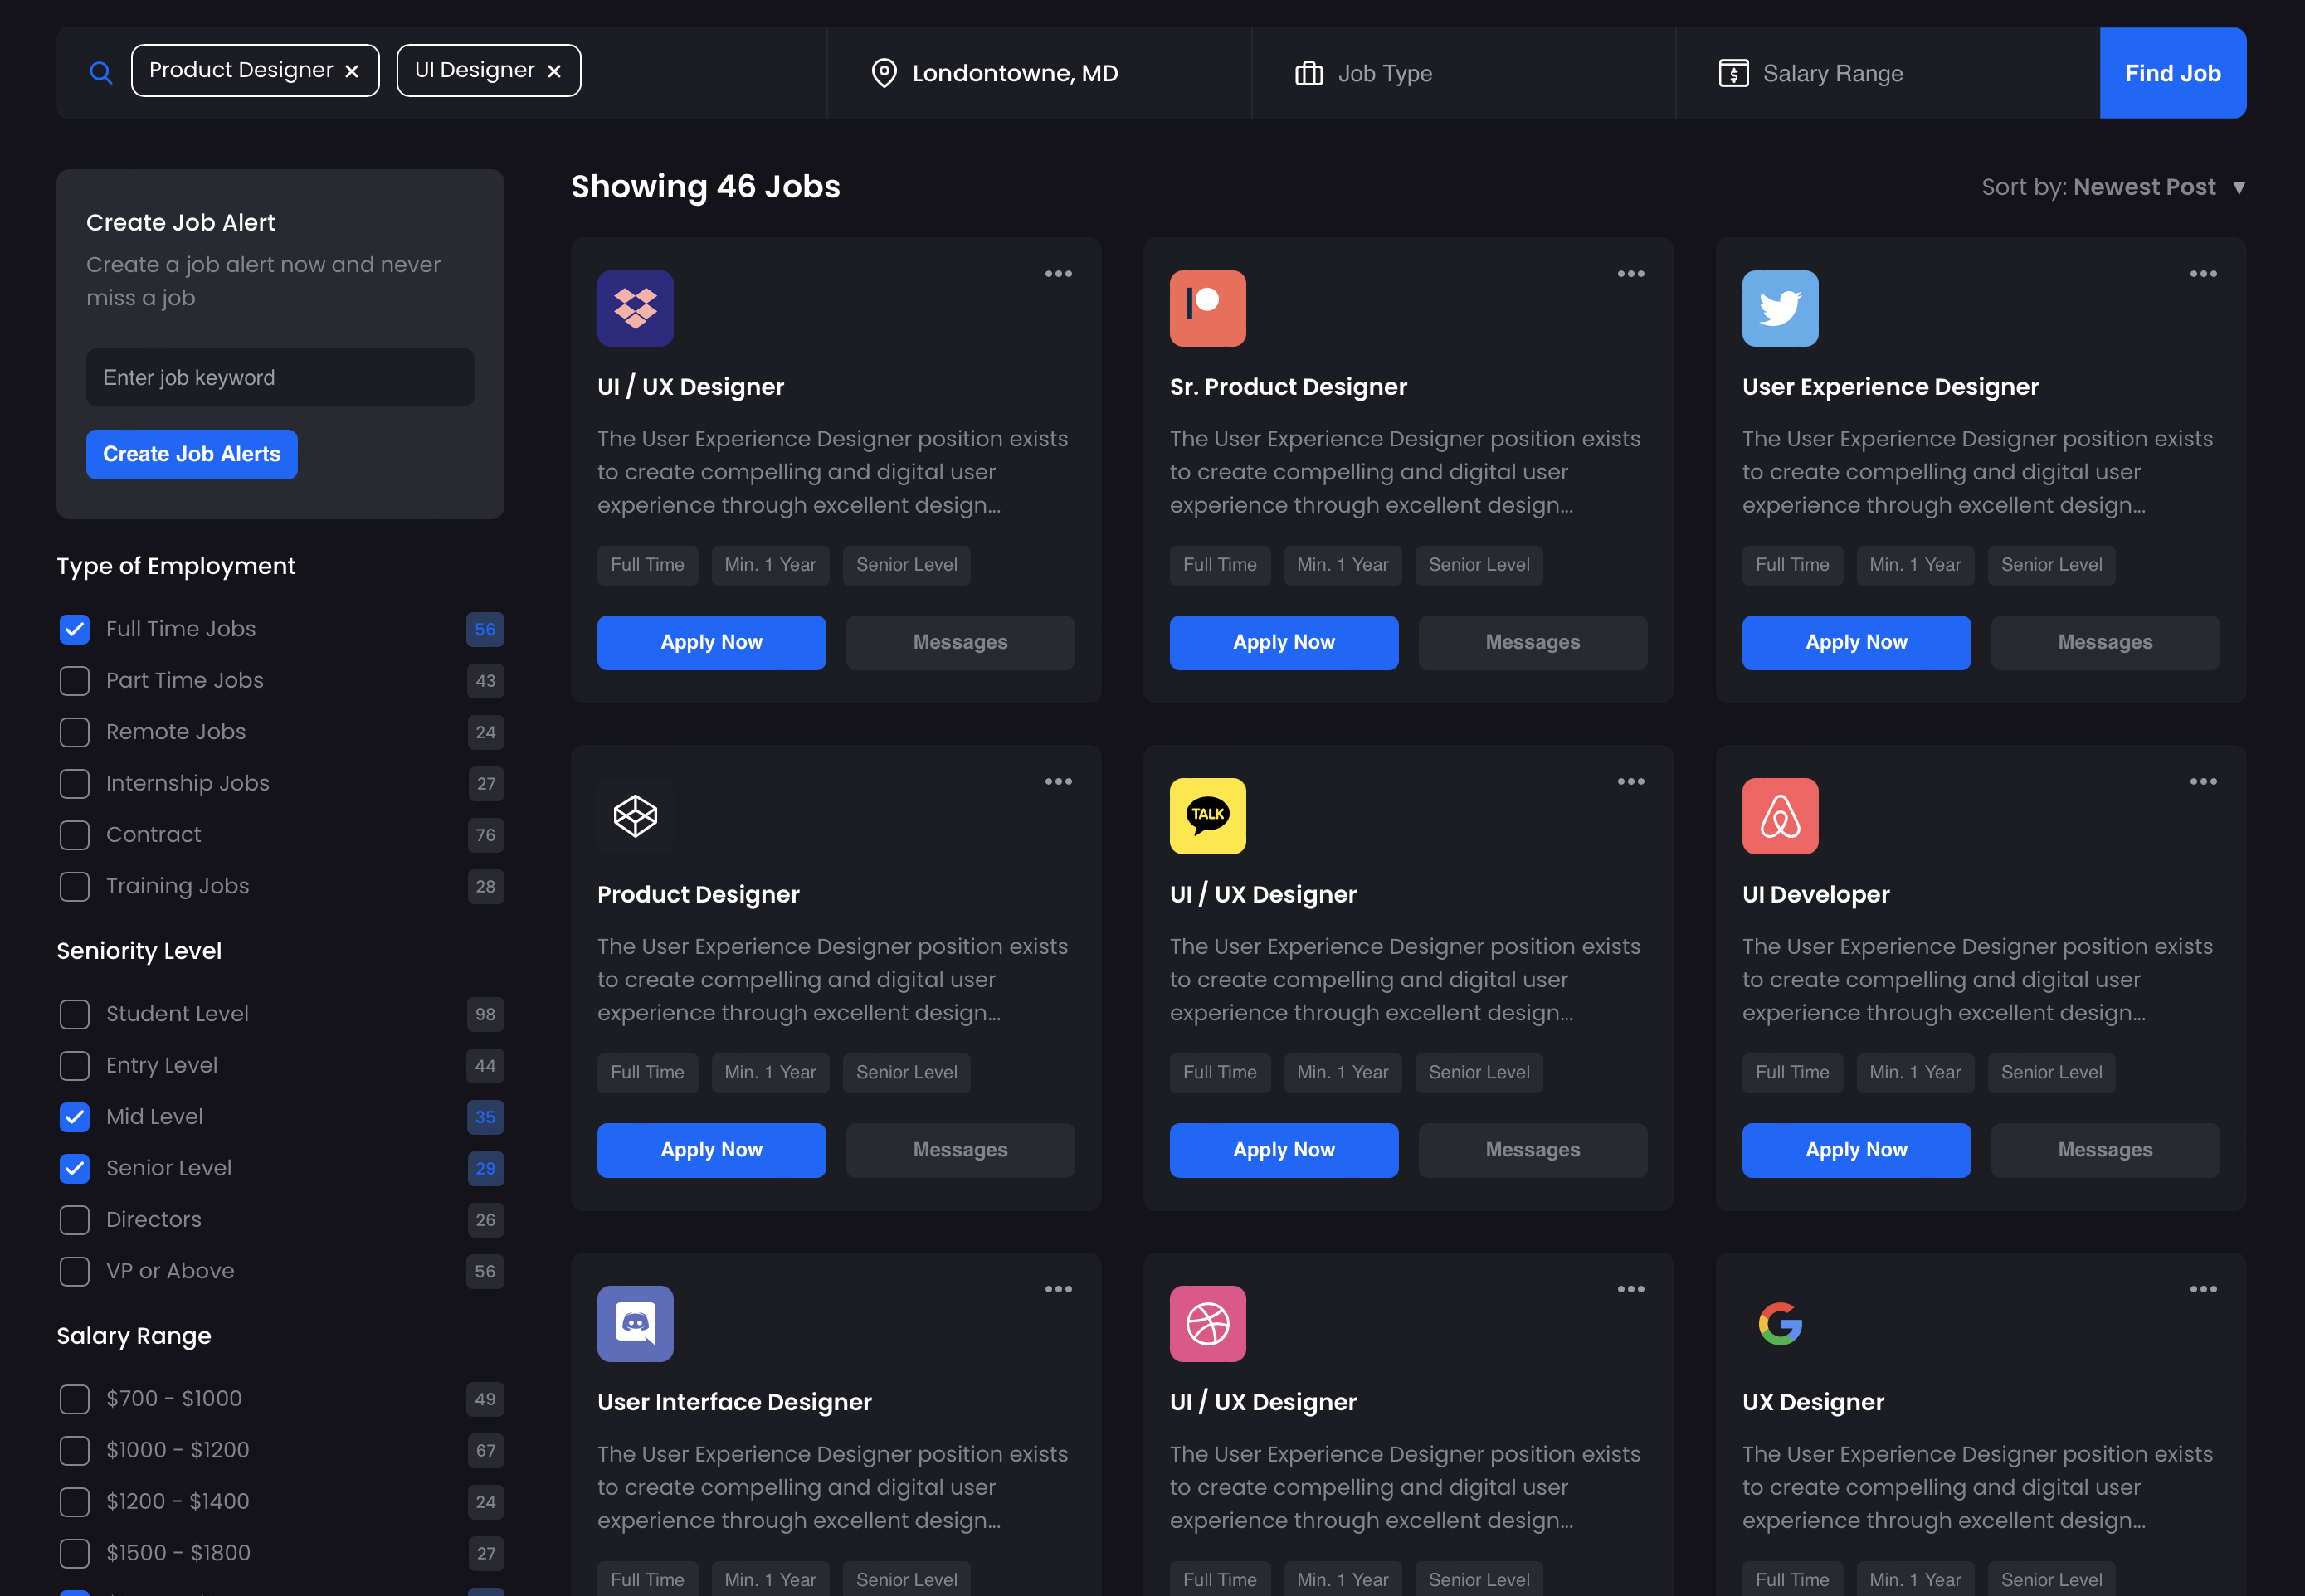 Product Designer ×
UI Designer ×
Londontowne, MD
Job Type
Salary Range
Find Job
Create Job Alert
Create a job alert now and never
miss a job
Enter job keyword
Create Job Alerts
Type of Employment
Full Time Jobs 56
Part Time Jobs 43
Remote Jobs 24
Internship Jobs 27
Contract 76
Training Jobs 28
Seniority Level
Student Level 98
Entry Level 44
Mid Level 35
Senior Level 29
Directors 26
VP or Above 56
Salary Range
$700 - $1000 49
$1000 - $1200 67
$1200 - $1400 24
$1500 - $1800 27
Showing 46 Jobs
Sort by: Newest Post ▼
UI / UX Designer
The User Experience Designer position exists
to create compelling and digital user
experience through excellent design...
Full Time Min. 1 Year Senior Level
Apply Now Messages
Sr. Product Designer
The User Experience Designer position exists
to create compelling and digital user
experience through excellent design...
Full Time Min. 1 Year Senior Level
Apply Now Messages
User Experience Designer
The User Experience Designer position exists
to create compelling and digital user
experience through excellent design...
Full Time Min. 1 Year Senior Level
Apply Now Messages
Product Designer
The User Experience Designer position exists
to create compelling and digital user
experience through excellent design...
Full Time Min. 1 Year Senior Level
Apply Now Messages
TALK
UI / UX Designer
The User Experience Designer position exists
to create compelling and digital user
experience through excellent design...
Full Time Min. 1 Year Senior Level
Apply Now Messages
UI Developer
The User Experience Designer position exists
to create compelling and digital user
experience through excellent design...
Full Time Min. 1 Year Senior Level
Apply Now Messages
User Interface Designer
The User Experience Designer position exists
to create compelling and digital user
experience through excellent design...
Full Time Min. 1 Year Senior Level
UI / UX Designer
The User Experience Designer position exists
to create compelling and digital user
experience through excellent design...
Full Time Min. 1 Year Senior Level
UX Designer
The User Experience Designer position exists
to create compelling and digital user
experience through excellent design...
Full Time Min. 1 Year Senior Level